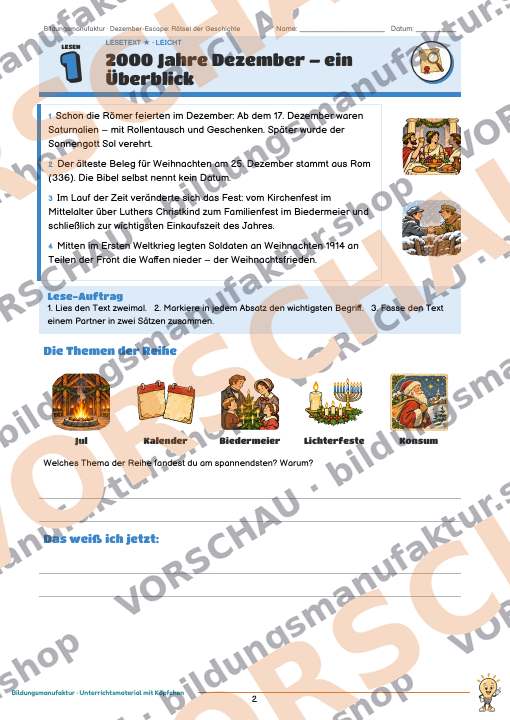 Bildungsmanufaktur · Dezember-Escape: Rätsel der Geschichte Name: Datum:
LESEN
1
LESETEXT ★ · LEICHT
2000 Jahre Dezember – ein
Überblick
1 Schon die Römer feierten im Dezember: Ab dem 17. Dezember waren
Saturnalien – mit Rollentausch und Geschenken. Später wurde der
Sonnengott Sol verehrt.
2 Der älteste Beleg für Weihnachten am 25. Dezember stammt aus Rom
(336). Die Bibel selbst nennt kein Datum.
3 Im Lauf der Zeit veränderte sich das Fest: vom Kirchenfest im
Mittelalter über Luthers Christkind zum Familienfest im Biedermeier und
schließlich zur wichtigsten Einkaufszeit des Jahres.
4 Mitten im Ersten Weltkrieg legten Soldaten an Weihnachten 1914 an
Teilen der Front die Waffen nieder – der Weihnachtsfrieden.
Lese-Auftrag
1. Lies den Text zweimal. 2. Markiere in jedem Absatz den wichtigsten Begriff. 3. Fasse den Text
einem Partner in zwei Sätzen zusammen.
Die Themen der Reihe
Jul Kalender Biedermeier Lichterfeste Konsum
Welches Thema der Reihe fandest du am spannendsten? Warum?
Das weiß ich jetzt:
Bildungsmanufaktur · Unterrichtsmaterial mit Köpfchen
2
VORSCHAU · bildungsmanufaktur.shop
VORSCHAU